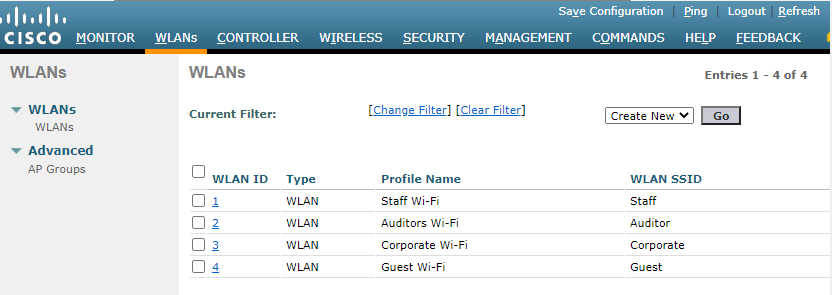 Save Configuration | Ping | Logout | Refresh
CISCO MONITOR WLANs CONTROLLER WIRELESS SECURITY MANAGEMENT COMMANDS HELP FEEDBACK
WLANs
WLANs
WLANs
Advanced
AP Groups
WLANs
Entries 1 - 4 of 4
Current Filter: [Change Filter] [Clear Filter] Create New Go
WLAN ID Type Profile Name WLAN SSID
1 WLAN Staff Wi-Fi Staff
2 WLAN Auditors Wi-Fi Auditor
3 WLAN Corporate Wi-Fi Corporate
4 WLAN Guest Wi-Fi Guest